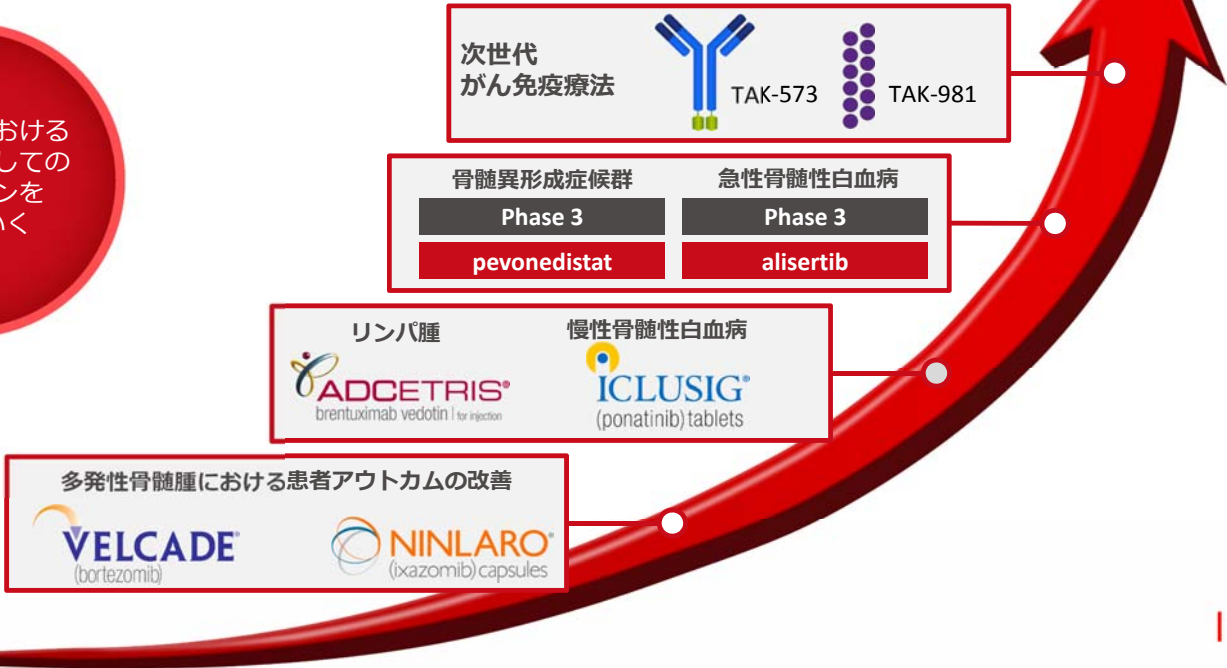 次世代
がん免疫療法
TAK-573
TAK-981
おける
しての
ンを
いく
骨髄異形成症候群
急性骨髄性白血病
Phase 3
Phase 3
pevonedistat
alisertib
リンパ腫
慢性骨髄性白血病
ADCETRIS®
brentuximab vedotin | for injection
ICLUSIG®
(ponatinib) tablets
多発性骨髄腫における患者アウトカムの改善
VELCADE®
(bortezomib)
NINLARO®
(ixazomib) capsules